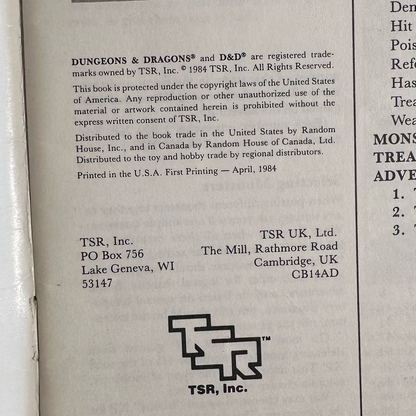 DUNGEONS & DRAGONS® and D&D® are registered trade-
marks owned by TSR, Inc. © 1984 TSR, Inc. All Rights Reserved.
This book is protected under the copyright laws of the United States
of America. Any reproduction or other unauthorized use of the
material or artwork contained herein is prohibited without the
express written consent of TSR, Inc.
Distributed to the book trade in the United States by Random
House, Inc., and in Canada by Random House of Canada, Ltd.
Distributed to the toy and hobby trade by regional distributors.
Printed in the U.S.A. First Printing — April, 1984
TSR, Inc.
PO Box 756
Lake Geneva, WI
53147
TSR UK, Ltd.
The Mill, Rathmore Road
Cambridge, UK
CB14AD
TSR™
TSR, Inc.
Hit
MONS
TREA
ADVE
1.
2.
3.